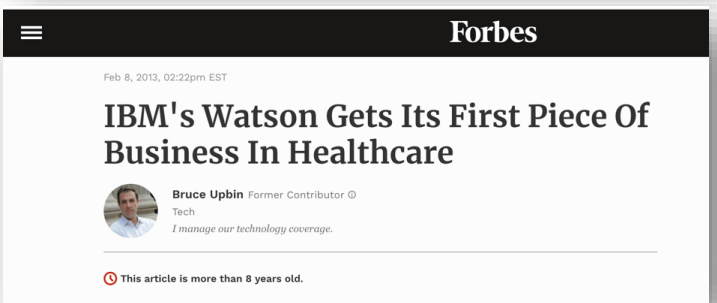 Forbes
Feb 8, 2013, 02:22pm EST
IBM's Watson Gets Its First Piece Of
Business In Healthcare
Bruce Upbin Former Contributor
Tech
I manage our technology coverage.
This article is more than 8 years old.